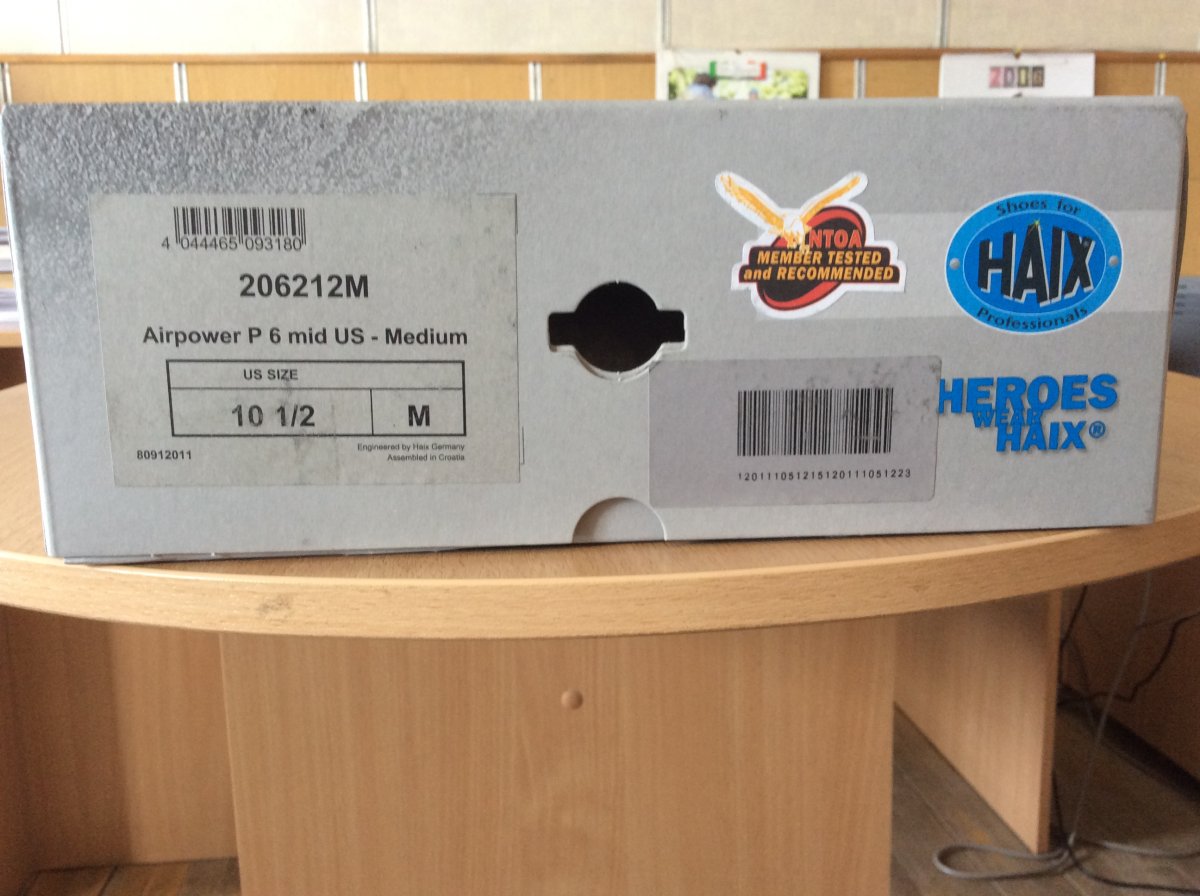 4 044465 093180
206212M
Airpower P 6 mid US - Medium
US SIZE
10 1/2 M
80912011
Engineered by Haix Germany
Assembled in Croatia
NTOA
MEMBER TESTED
and RECOMMENDED
Shoes for
HAIX
Professionals
HEROES
WEAR
HAIX®
120111051215120111051223